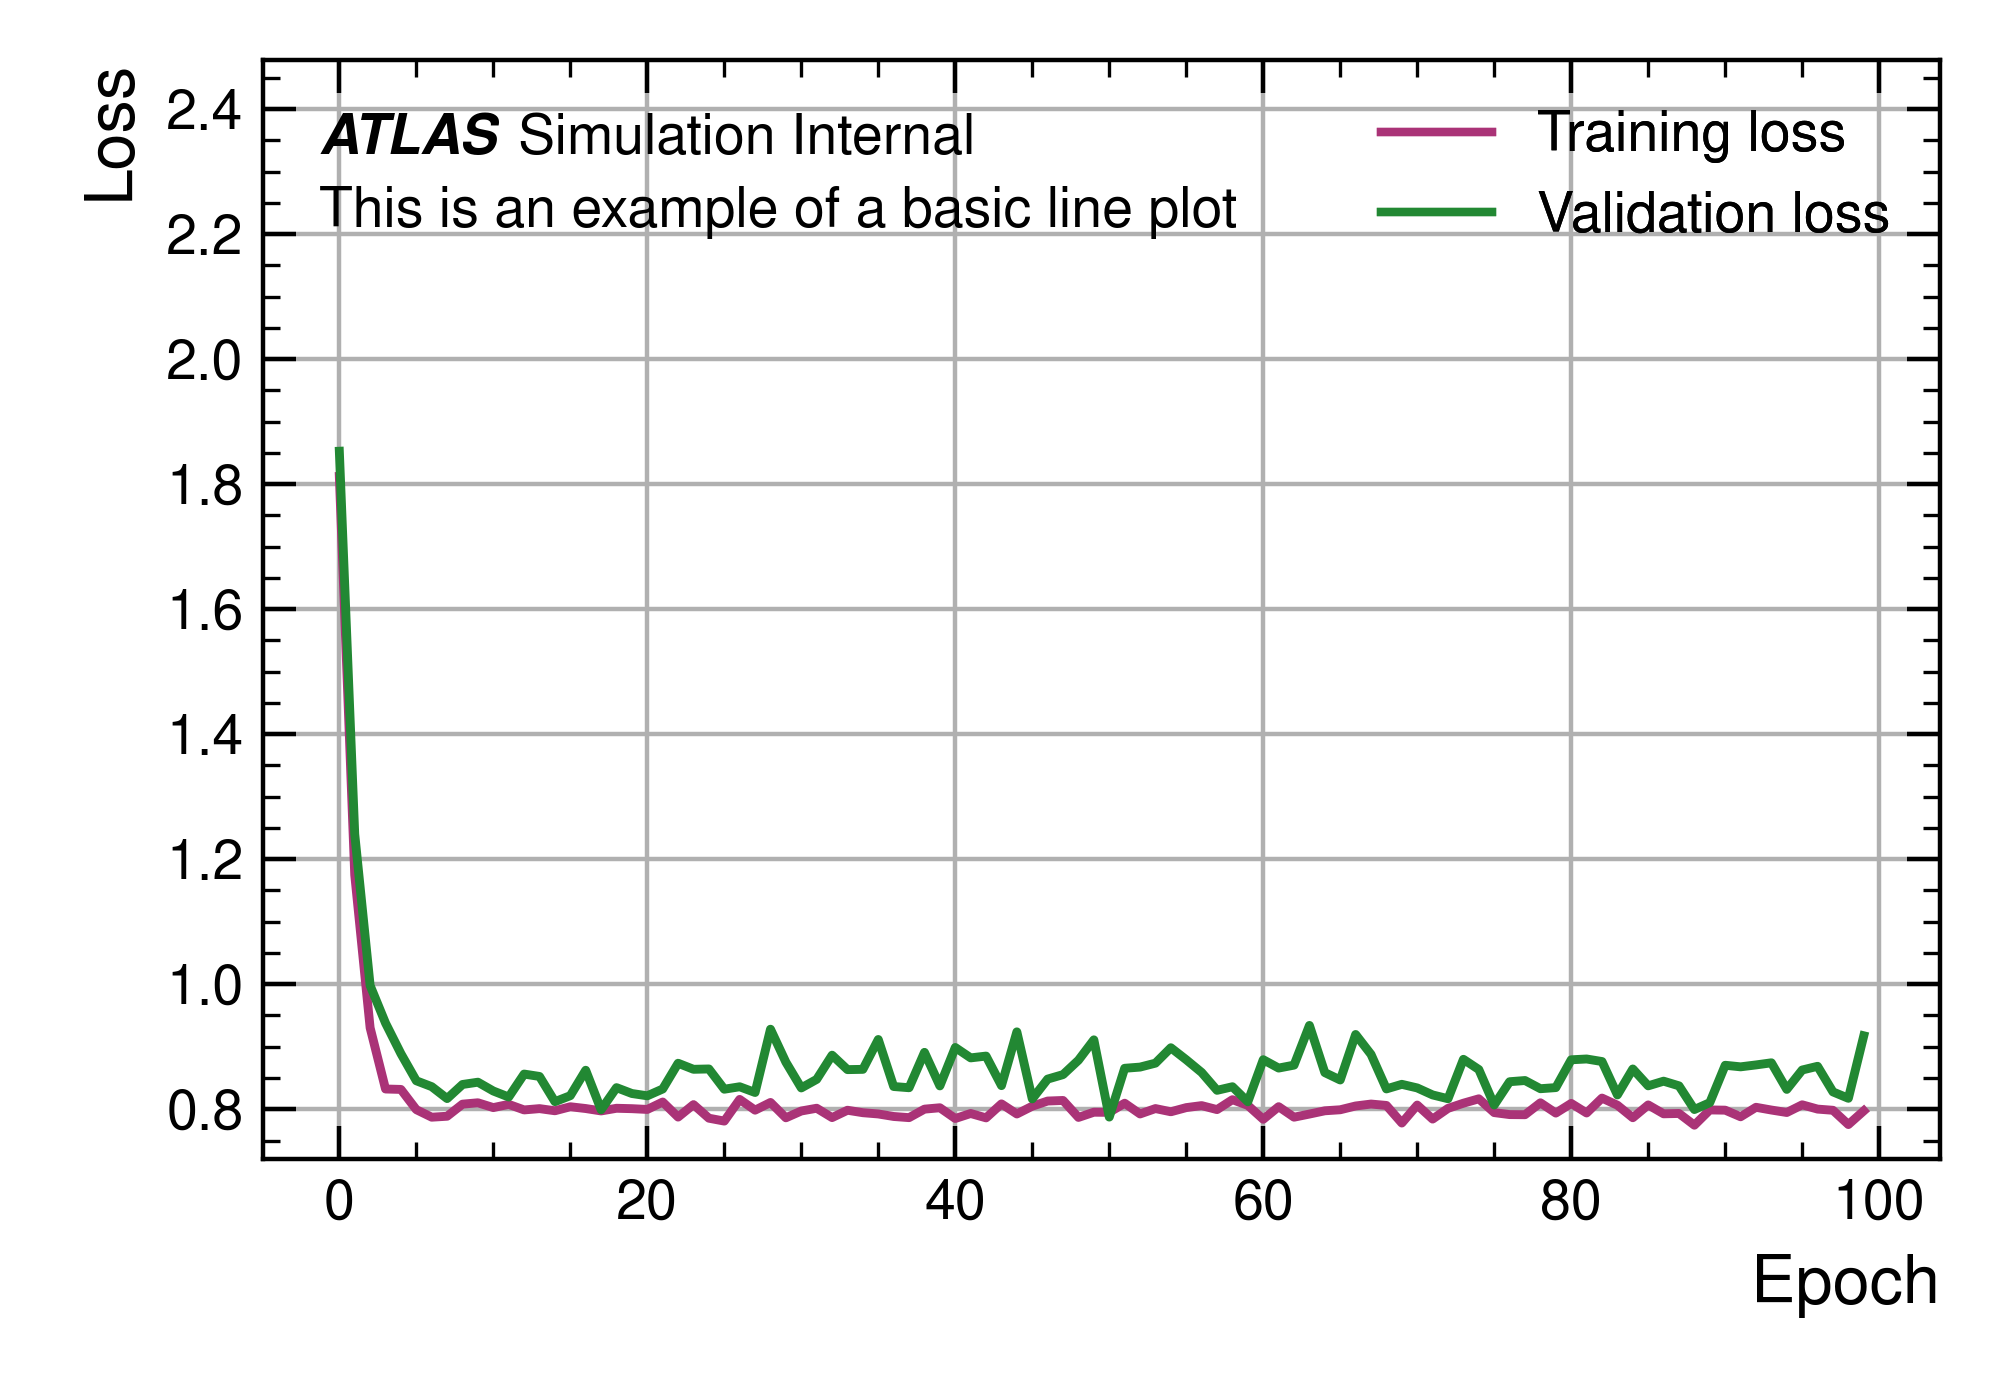 Loss
2.4
2.2
2.0
1.8
1.6
1.4
1.2
1.0
0.8
ATLAS Simulation Internal
This is an example of a basic line plot
Training loss
Validation loss
0 20 40 60 80 100
Epoch